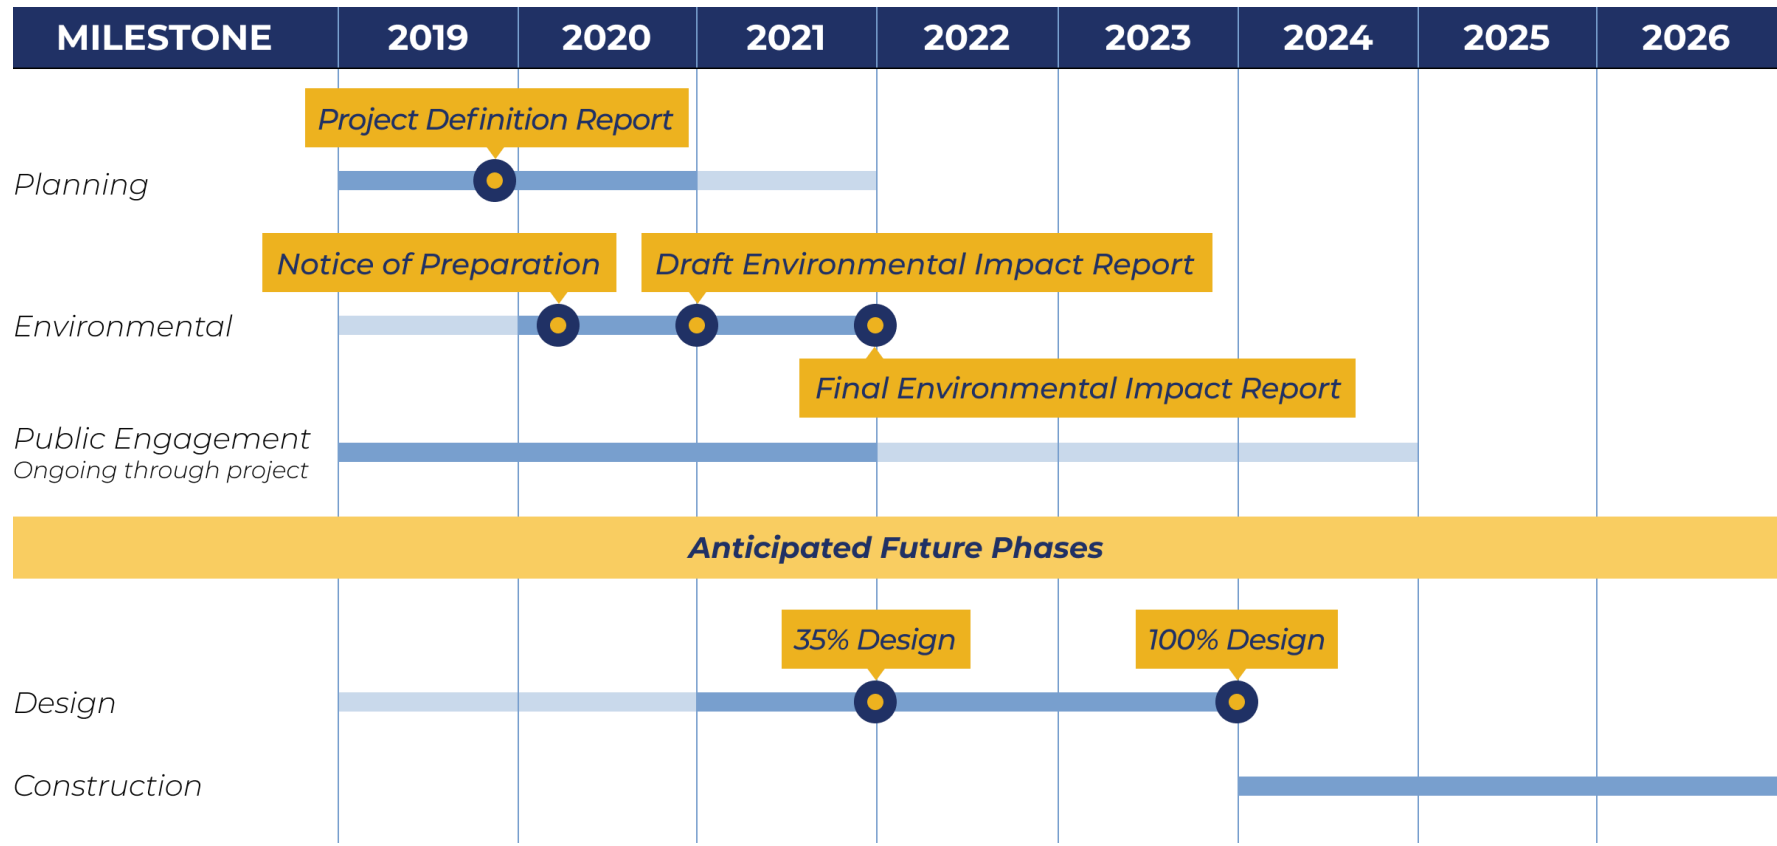 MILESTONE 2019 2020 2021 2022 2023 2024 2025 2026
Project Definition Report
Planning
Notice of Preparation Draft Environmental Impact Report
Environmental
Final Environmental Impact Report
Public Engagement
Ongoing through project
Anticipated Future Phases
35% Design 100% Design
Design
Construction